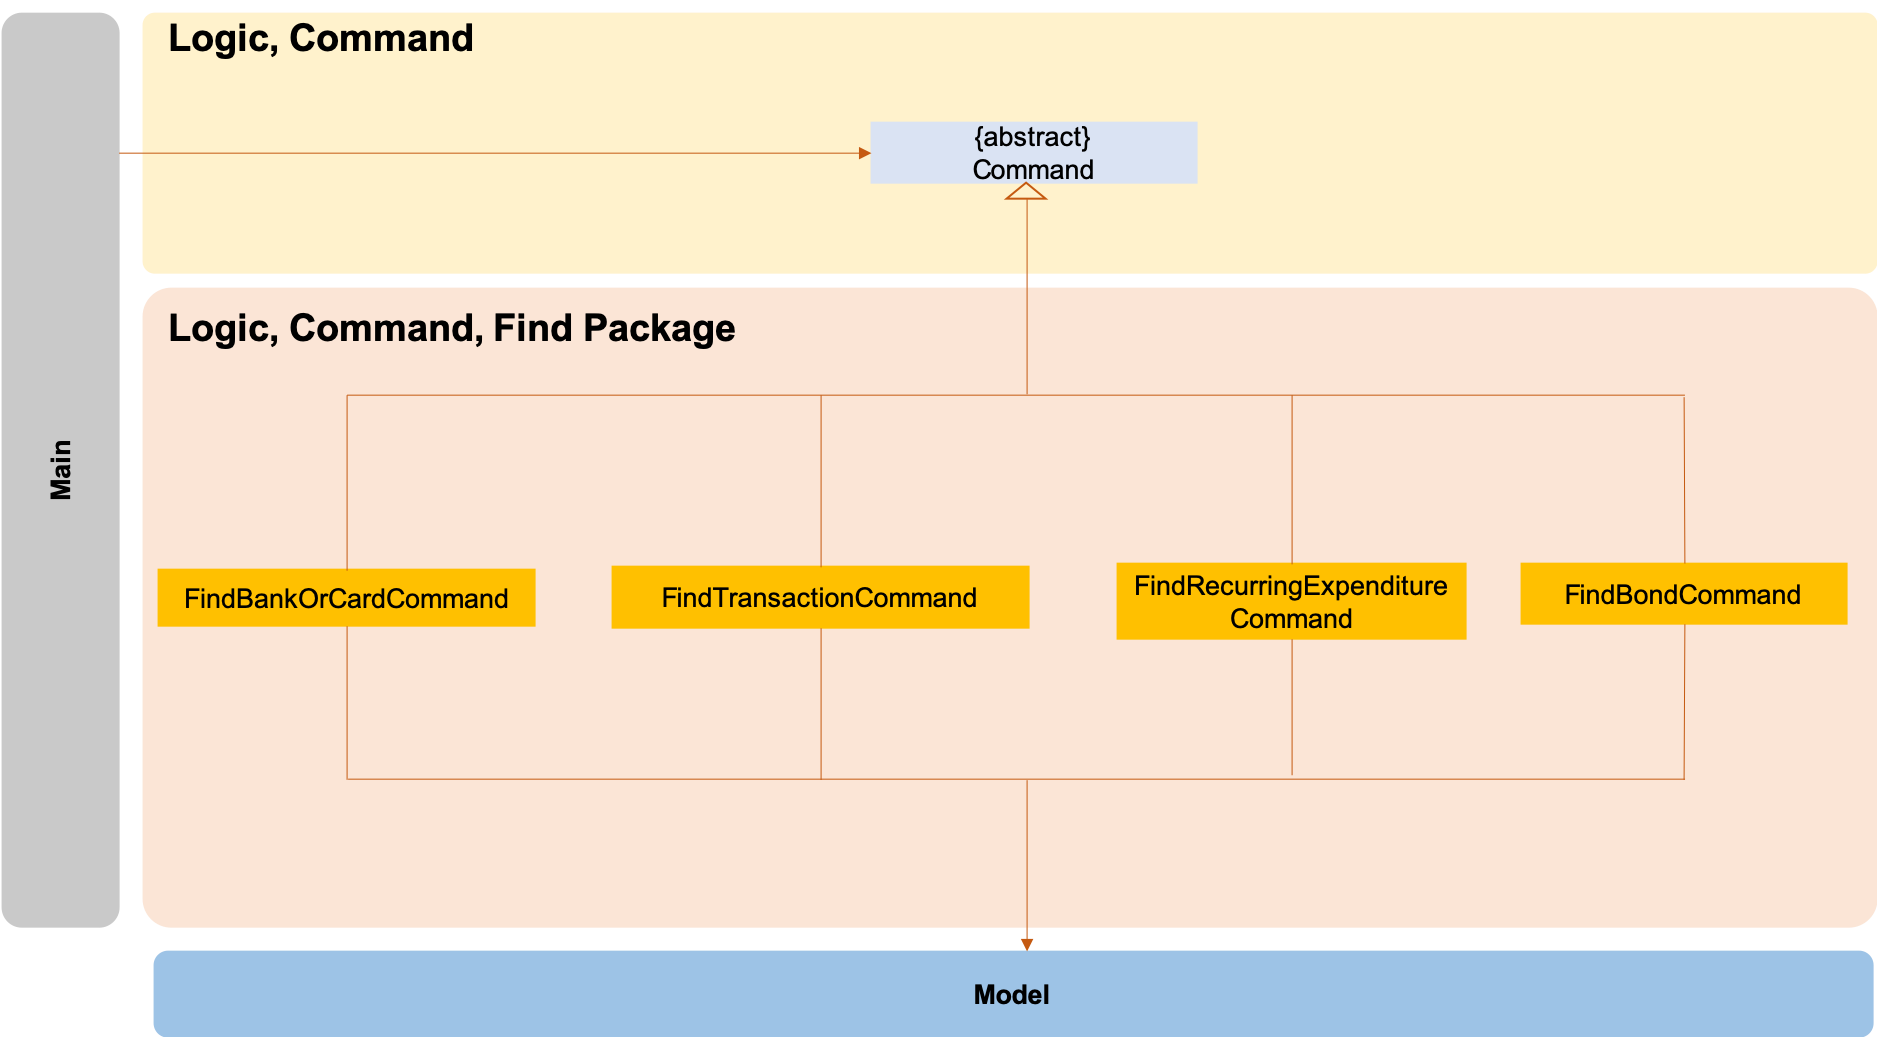 Logic, Command
{abstract}
Command
Logic, Command, Find Package
Main
FindBankOrCardCommand
FindTransactionCommand
FindRecurringExpenditure
Command
FindBondCommand
Model